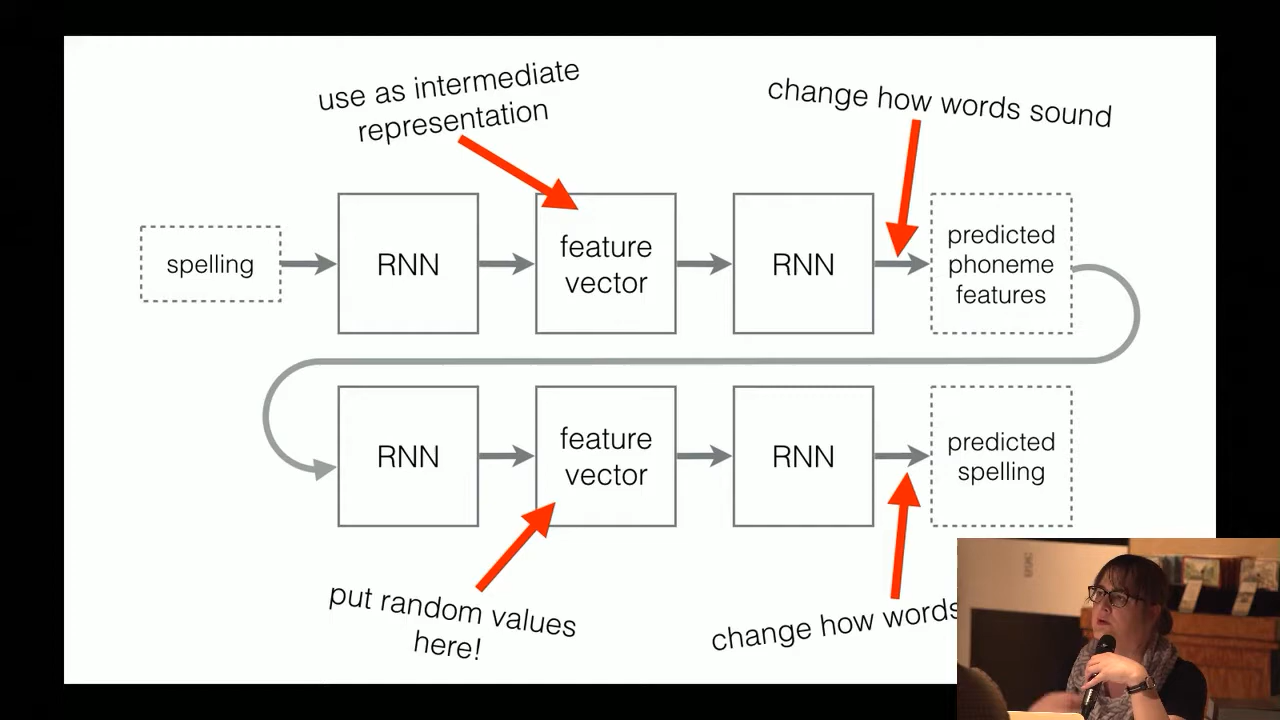 use as intermediate
representation
change how words sound
spelling
RNN
feature
vector
RNN
predicted
phoneme
features
RNN
feature
vector
RNN
predicted
spelling
put random values
here!
change how words